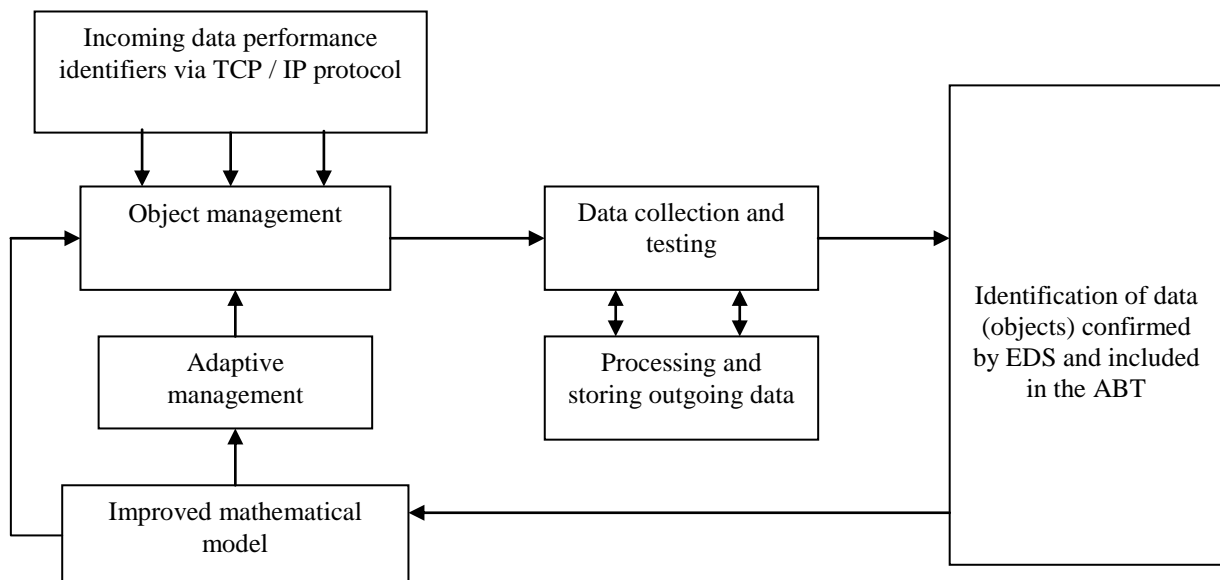 Incoming data performance
identifiers via TCP / IP protocol
Object management
Data collection and
testing
Identification of data
(objects) confirmed
by EDS and included
in the ABT
Adaptive
management
Processing and
storing outgoing data
Improved mathematical
model